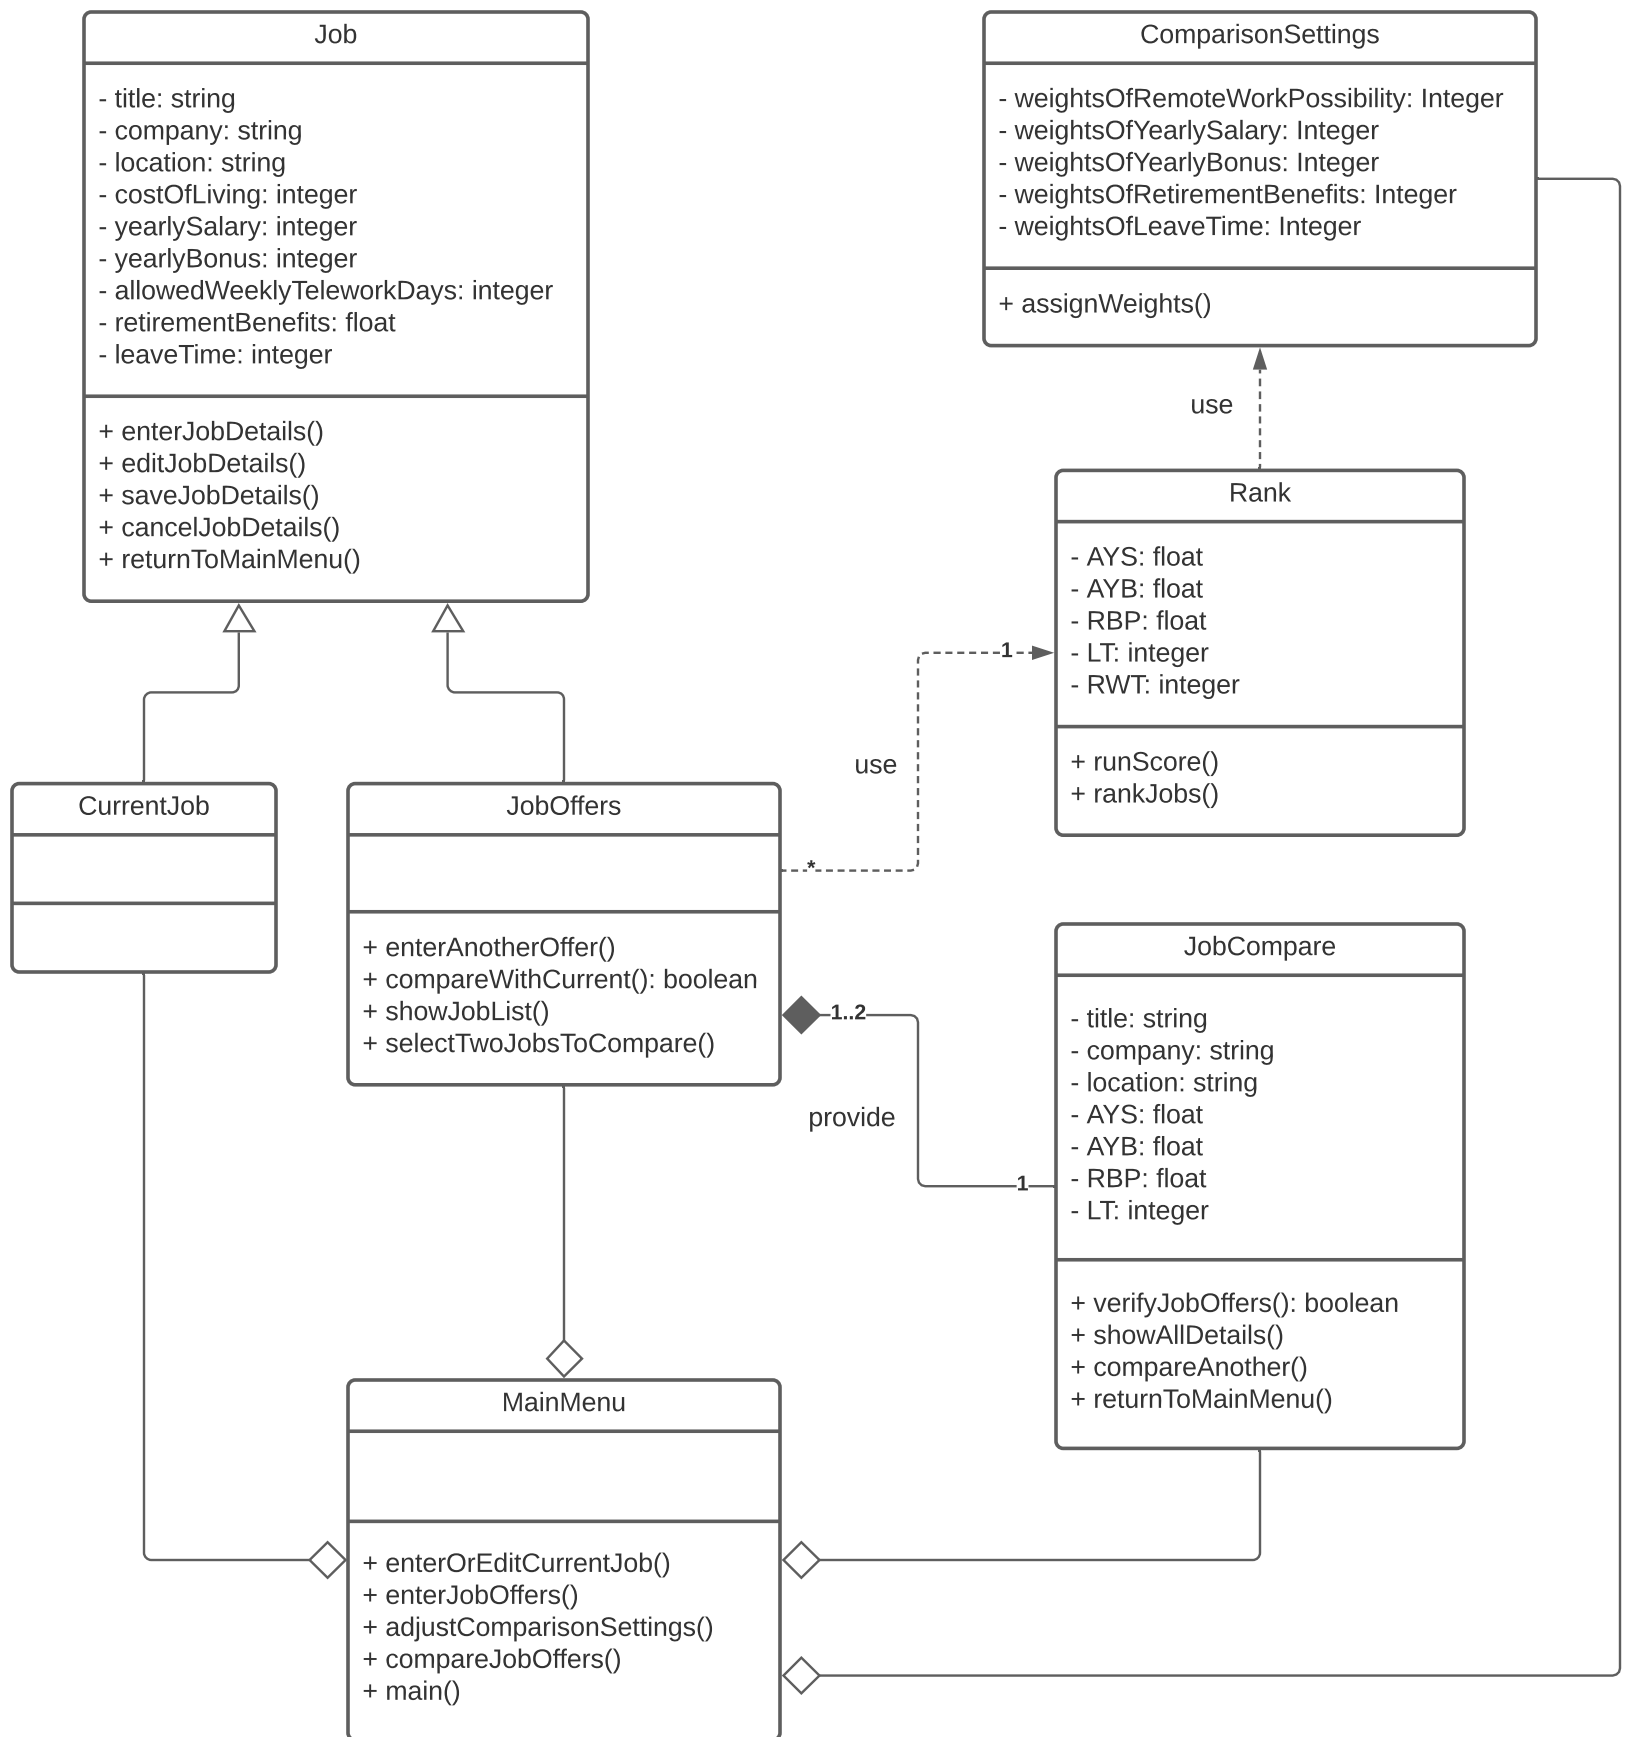 Job
- title: string
- company: string
- location: string
- costOfLiving: integer
- yearlySalary: integer
- yearlyBonus: integer
- allowedWeeklyTeleworkDays: integer
- retirementBenefits: float
- leaveTime: integer
+ enterJobDetails()
+ editJobDetails()
+ saveJobDetails()
+ cancelJobDetails()
+ returnToMainMenu()
ComparisonSettings
- weightsOfRemoteWorkPossibility: Integer
- weightsOfYearlySalary: Integer
- weightsOfYearlyBonus: Integer
- weightsOfRetirementBenefits: Integer
- weightsOfLeaveTime: Integer
+ assignWeights()
use
Rank
- AYS: float
- AYB: float
- RBP: float
- LT: integer
- RWT: integer
+ runScore()
+ rankJobs()
1
use
*
CurrentJob
JobOffers
+ enterAnotherOffer()
+ compareWithCurrent(): boolean
+ showJobList()
+ selectTwoJobsToCompare()
1..2
provide
1
JobCompare
- title: string
- company: string
- location: string
- AYS: float
- AYB: float
- RBP: float
- LT: integer
+ verifyJobOffers(): boolean
+ showAllDetails()
+ compareAnother()
+ returnToMainMenu()
MainMenu
+ enterOrEditCurrentJob()
+ enterJobOffers()
+ adjustComparisonSettings()
+ compareJobOffers()
+ main()